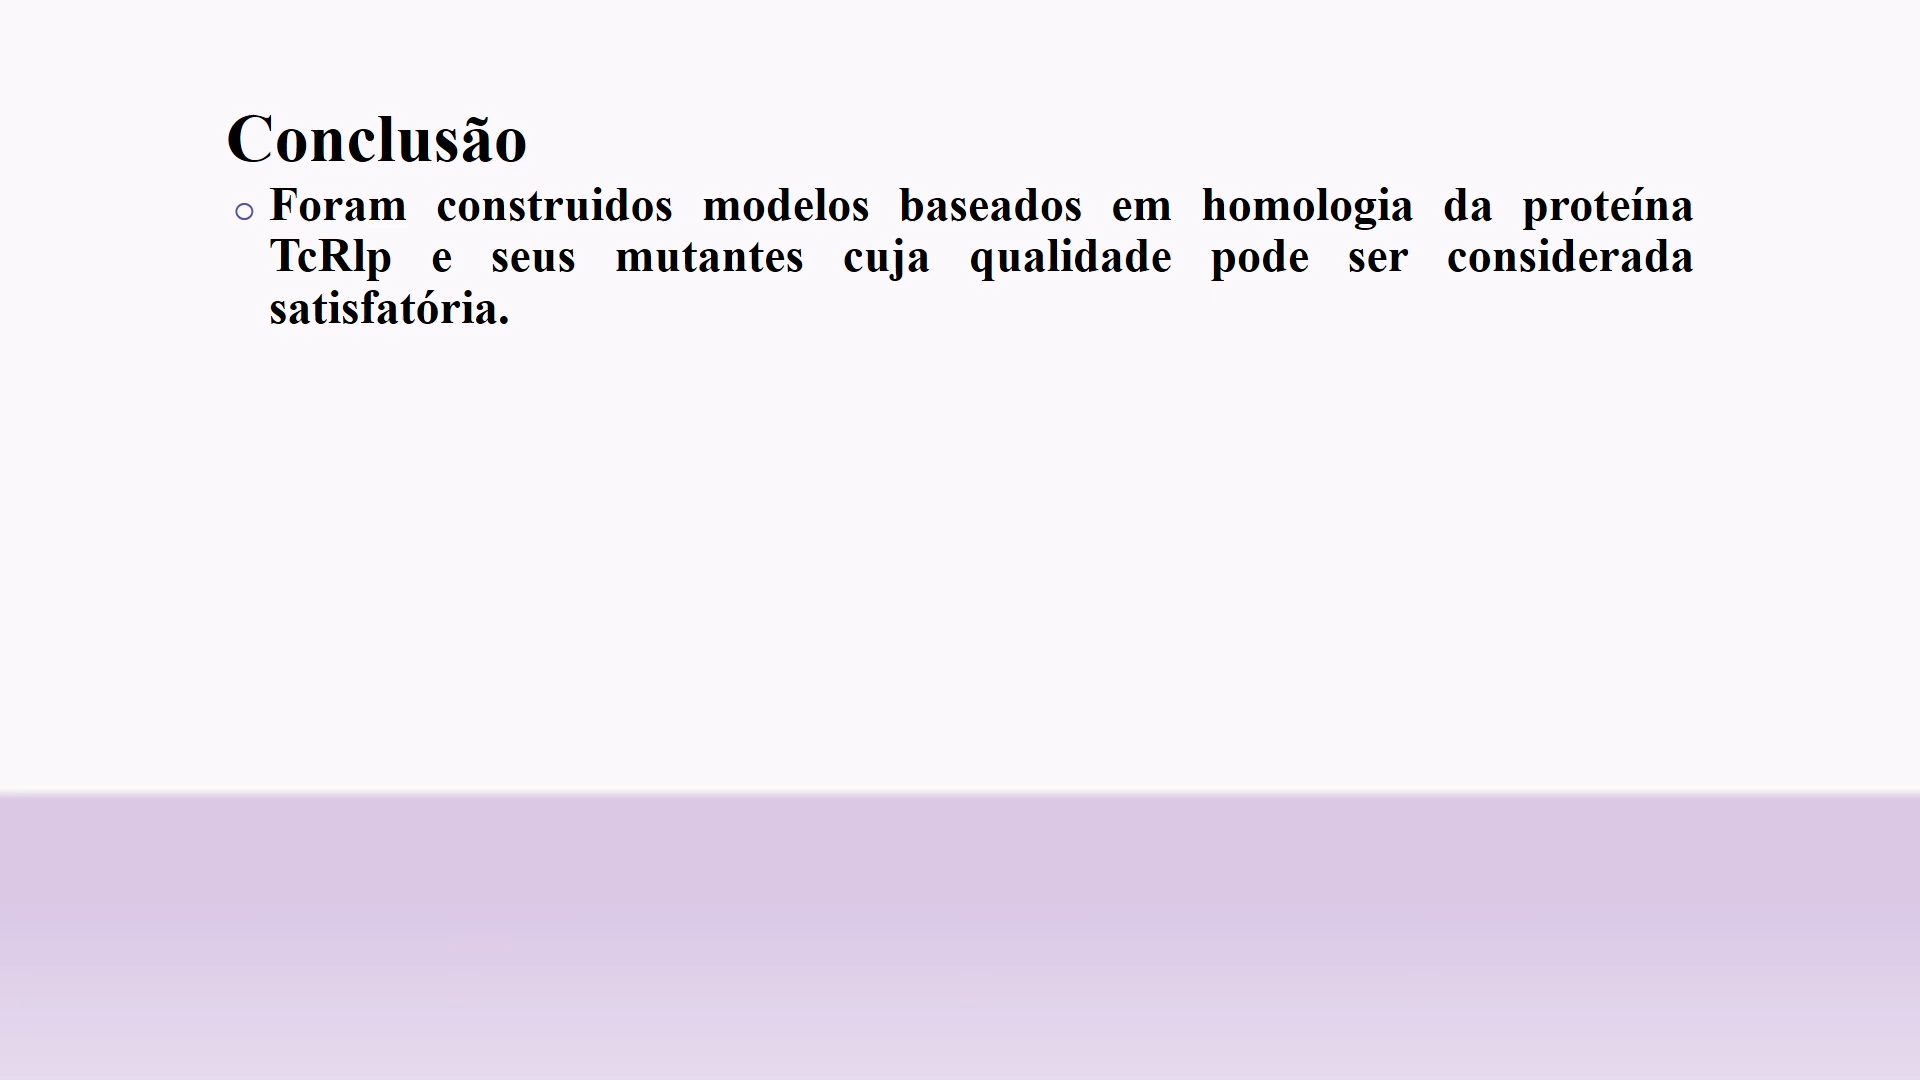 Conclusão
○ Foram construidos modelos baseados em homologia da proteína
TcRlp e seus mutantes cuja qualidade pode ser considerada
satisfatória.